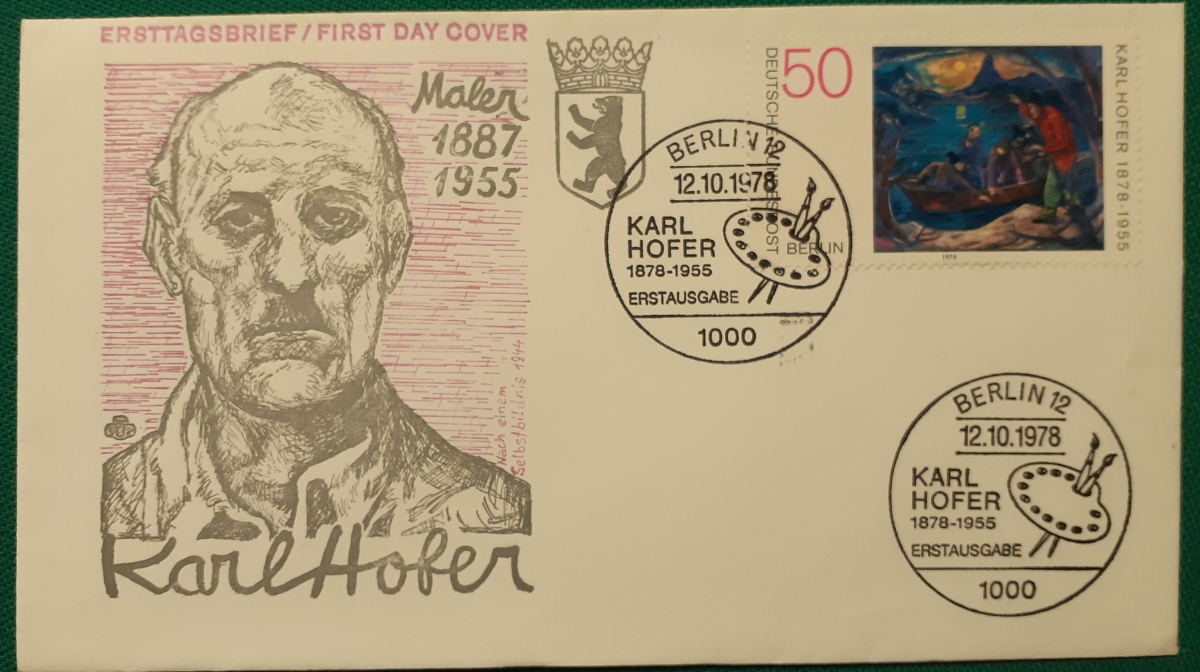 ERSTTAGSBRIEF / FIRST DAY COVER
Maler
1887
1955
Nach einem
Selbstbildnis 1944
Karl Hofer
50
DEUTSCHE BUNDESPOST
BERLIN
KARL HOFER 1878-1955
1978
BERLIN 12
12.10.1978
KARL
HOFER
1878-1955
ERSTAUSGABE
1000
BERLIN 12
12.10.1978
KARL
HOFER
1878-1955
ERSTAUSGABE
1000